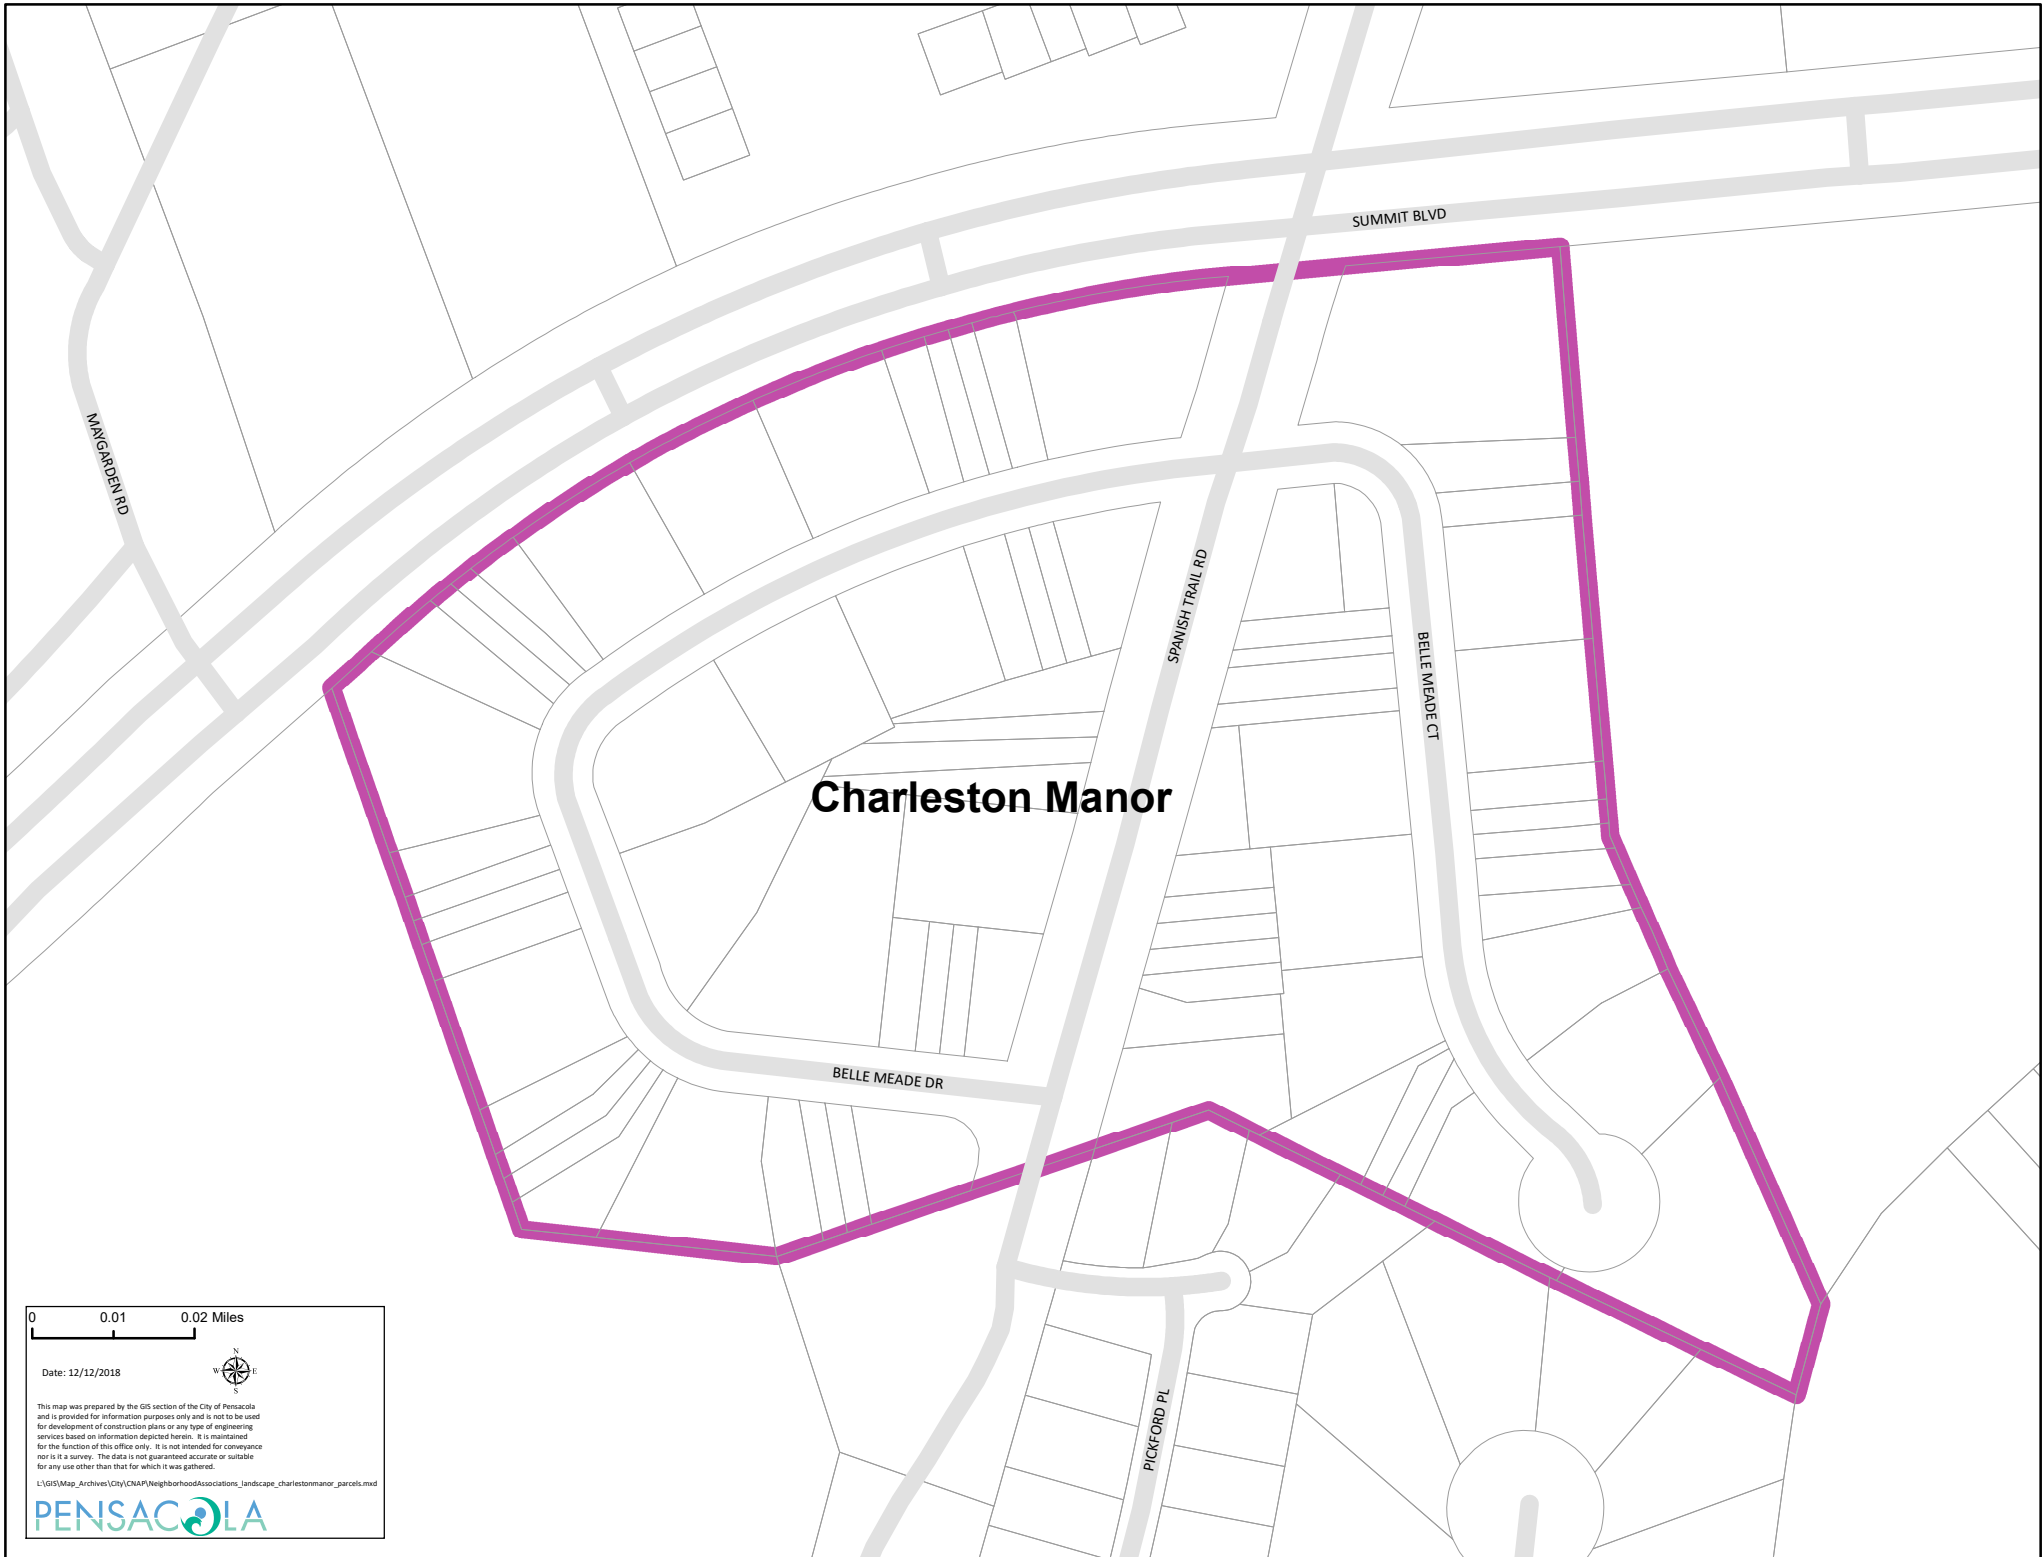 SUMMIT BLVD
MAYGARDEN RD
SPANISH TRAIL RD
BELLE MEADE CT
Charleston Manor
BELLE MEADE DR
PICKFORD PL
0 0.01 0.02 Miles
Date: 12/12/2018
N
W E
S
This map was prepared by the GIS section of the City of Pensacola
and is provided for information purposes only and is not to be used
for development of construction plans or any type of engineering
services based on information depicted herein. It is maintained
for the function of this office only. It is not intended for conveyance
nor is it a survey. The data is not guaranteed accurate or suitable
for any use other than that for which it was gathered.
L:\GIS\Map_Archives\City\CNAP\NeighborhoodAssociations_landscape_charlestonmanor_parcels.mxd
PENSACOLA